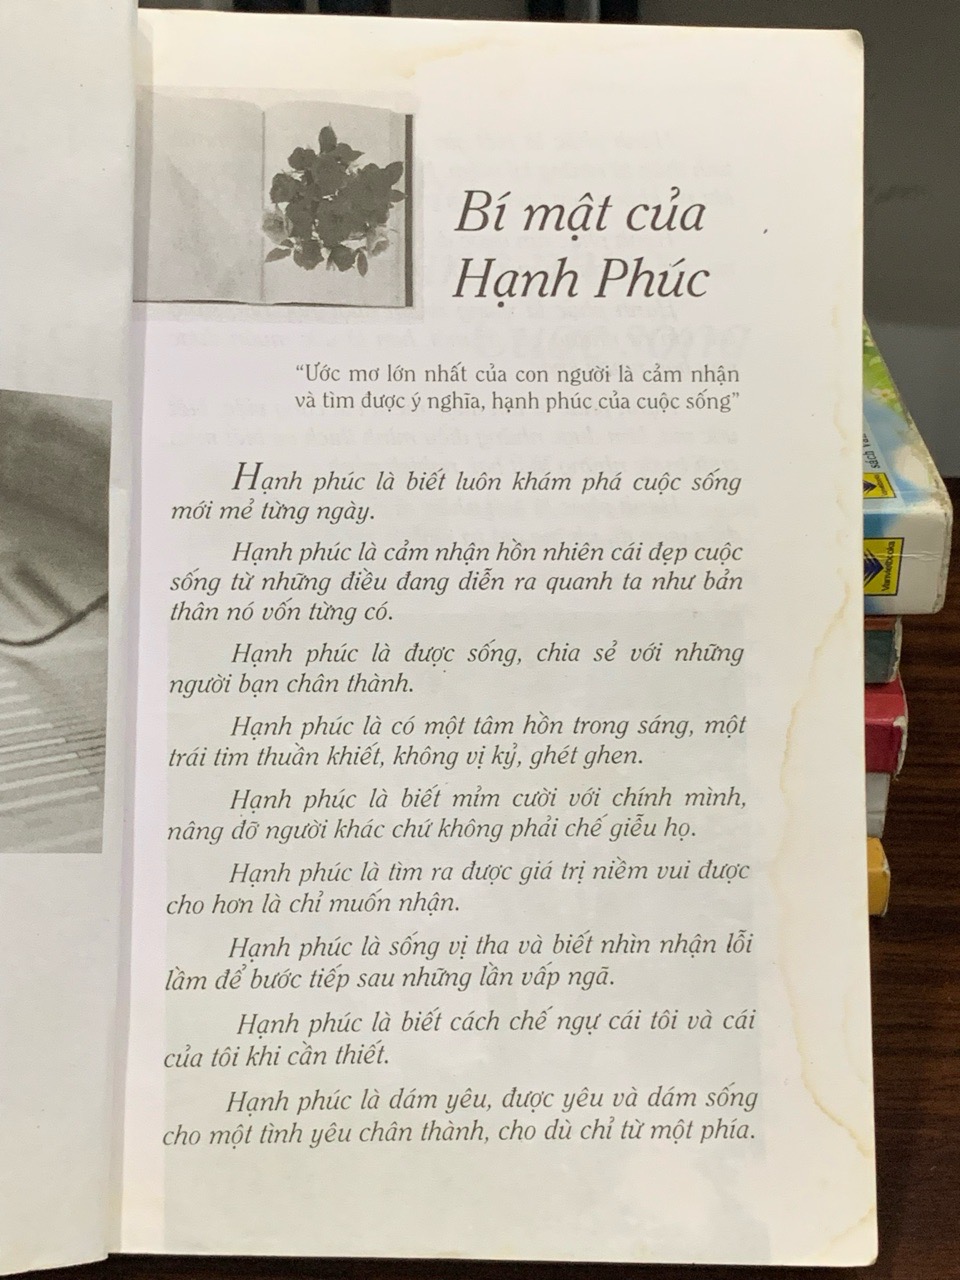 Bí mật của
Hạnh Phúc
“Ước mơ lớn nhất của con người là cảm nhận
và tìm được ý nghĩa, hạnh phúc của cuộc sống”
Hạnh phúc là biết luôn khám phá cuộc sống
mới mẻ từng ngày.
Hạnh phúc là cảm nhận hồn nhiên cái đẹp cuộc
sống từ những điều đang diễn ra quanh ta như bản
thân nó vốn từng có.
Hạnh phúc là được sống, chia sẻ với những
người bạn chân thành.
Hạnh phúc là có một tâm hồn trong sáng, một
trái tim thuần khiết, không vị kỷ, ghét ghen.
Hạnh phúc là biết mỉm cười với chính mình,
nâng đỡ người khác chứ không phải chế giễu họ.
Hạnh phúc là tìm ra được giá trị niềm vui được
cho hơn là chỉ muốn nhận.
Hạnh phúc là sống vị tha và biết nhìn nhận lỗi
lầm để bước tiếp sau những lần vấp ngã.
Hạnh phúc là biết cách chế ngự cái tôi và cái
của tôi khi cần thiết.
Hạnh phúc là dám yêu, được yêu và dám sống
cho một tình yêu chân thành, cho dù chỉ từ một phía.
sách
Vanvietbooks